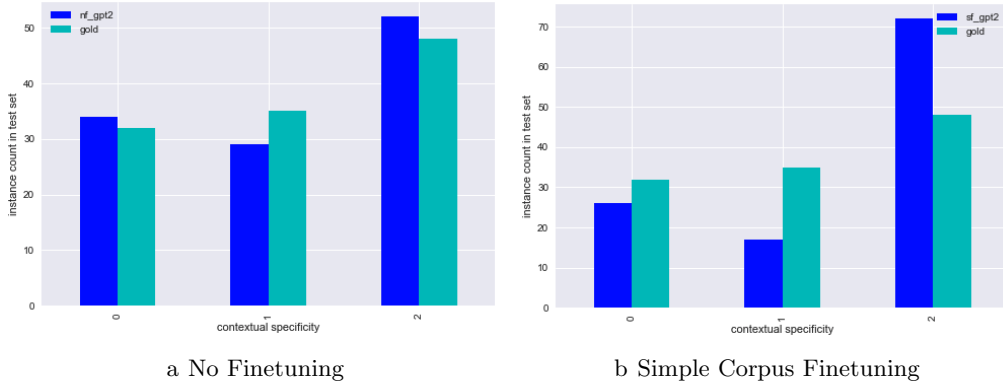 nf_gpt2
gold
50
40
30
20
10
0
instance count in test set
0
1
2
contextual specificity
a No Finetuning
sf_gpt2
gold
70
60
50
40
30
20
10
0
instance count in test set
0
1
2
contextual specificity
b Simple Corpus Finetuning